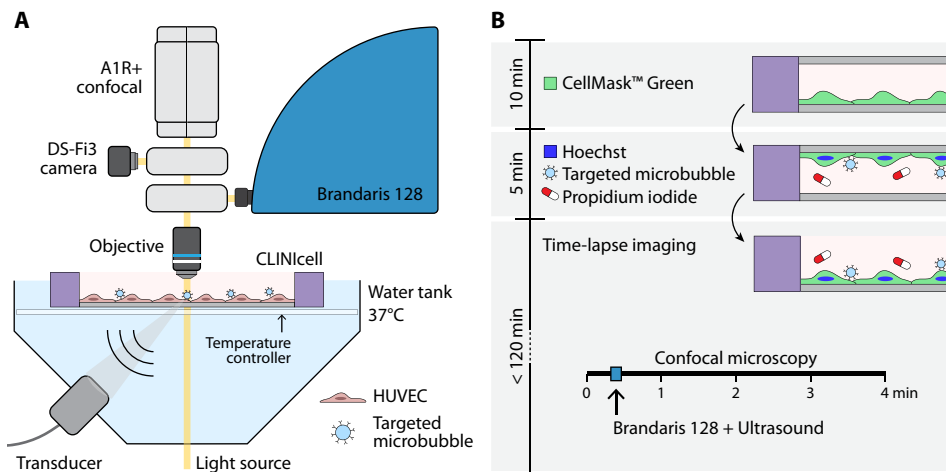 A
A1R+
confocal
DS-Fi3
camera
Brandaris 128
Objective
CLINIcell
Water tank
37°C
Temperature
controller
HUVEC
Targeted
microbubble
Transducer
Light source
B
10 min
CellMask™ Green
5 min
Hoechst
Targeted microbubble
Propidium iodide
< 120 min
Time-lapse imaging
Confocal microscopy
0 1 2 3 4 min
Brandaris 128 + Ultrasound